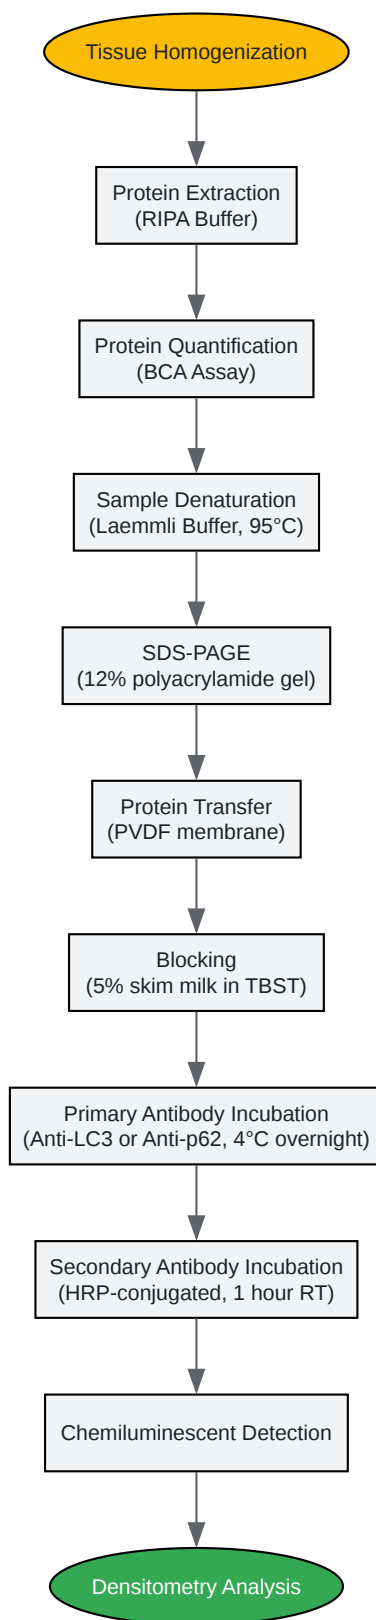 Tissue Homogenization
Protein Extraction
(RIPA Buffer)
Protein Quantification
(BCA Assay)
Sample Denaturation
(Laemmli Buffer, 95°C)
SDS-PAGE
(12% polyacrylamide gel)
Protein Transfer
(PVDF membrane)
Blocking
(5% skim milk in TBST)
Primary Antibody Incubation
(Anti-LC3 or Anti-p62, 4°C overnight)
Secondary Antibody Incubation
(HRP-conjugated, 1 hour RT)
Chemiluminescent Detection
Densitometry Analysis